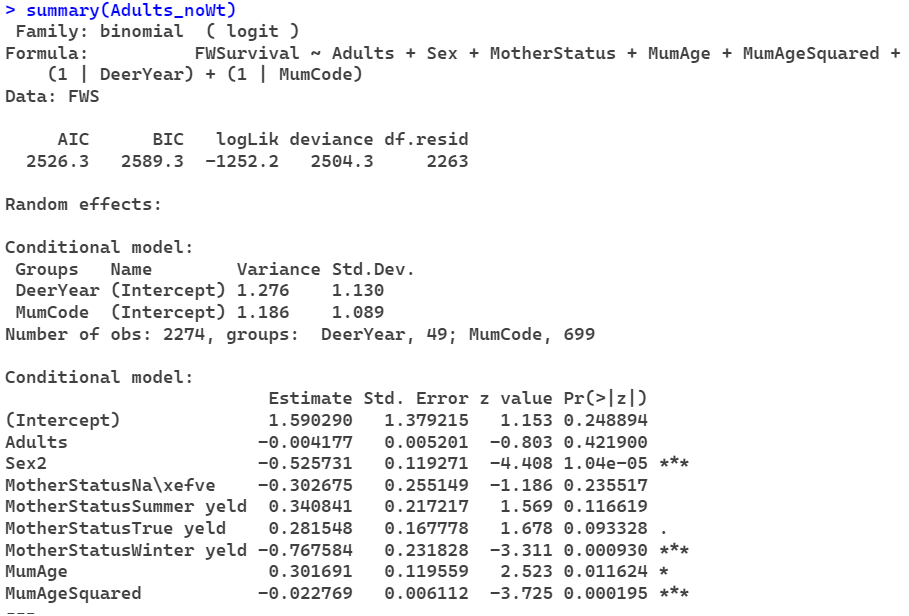 > summary(Adults_noWt)
 Family: binomial  ( logit )
Formula:          FWSurvival ~ Adults + Sex + MotherStatus + MumAge + MumAgeSquared +
    (1 | DeerYear) + (1 | MumCode)
Data: FWS
     AIC      BIC   logLik deviance df.resid
  2526.3   2589.3  -1252.2   2504.3     2263
Random effects:
Conditional model:
 Groups   Name        Variance Std.Dev.
 DeerYear (Intercept) 1.276    1.130
 MumCode  (Intercept) 1.186    1.089
Number of obs: 2274, groups:  DeerYear, 49; MumCode, 699
Conditional model:
                         Estimate Std. Error z value Pr(>|z|)
(Intercept)              1.590290   1.379215   1.153 0.248894
Adults                  -0.004177   0.005201  -0.803 0.421900
Sex2                    -0.525731   0.119271  -4.408 1.04e-05 ***
MotherStatusNa\xefve    -0.302675   0.255149  -1.186 0.235517
MotherStatusSummer yeld  0.340841   0.217217   1.569 0.116619
MotherStatusTrue yeld    0.281548   0.167778   1.678 0.093328 .
MotherStatusWinter yeld -0.767584   0.231828  -3.311 0.000930 ***
MumAge                   0.301691   0.119559   2.523 0.011624 *
MumAgeSquared           -0.022769   0.006112  -3.725 0.000195 ***
---